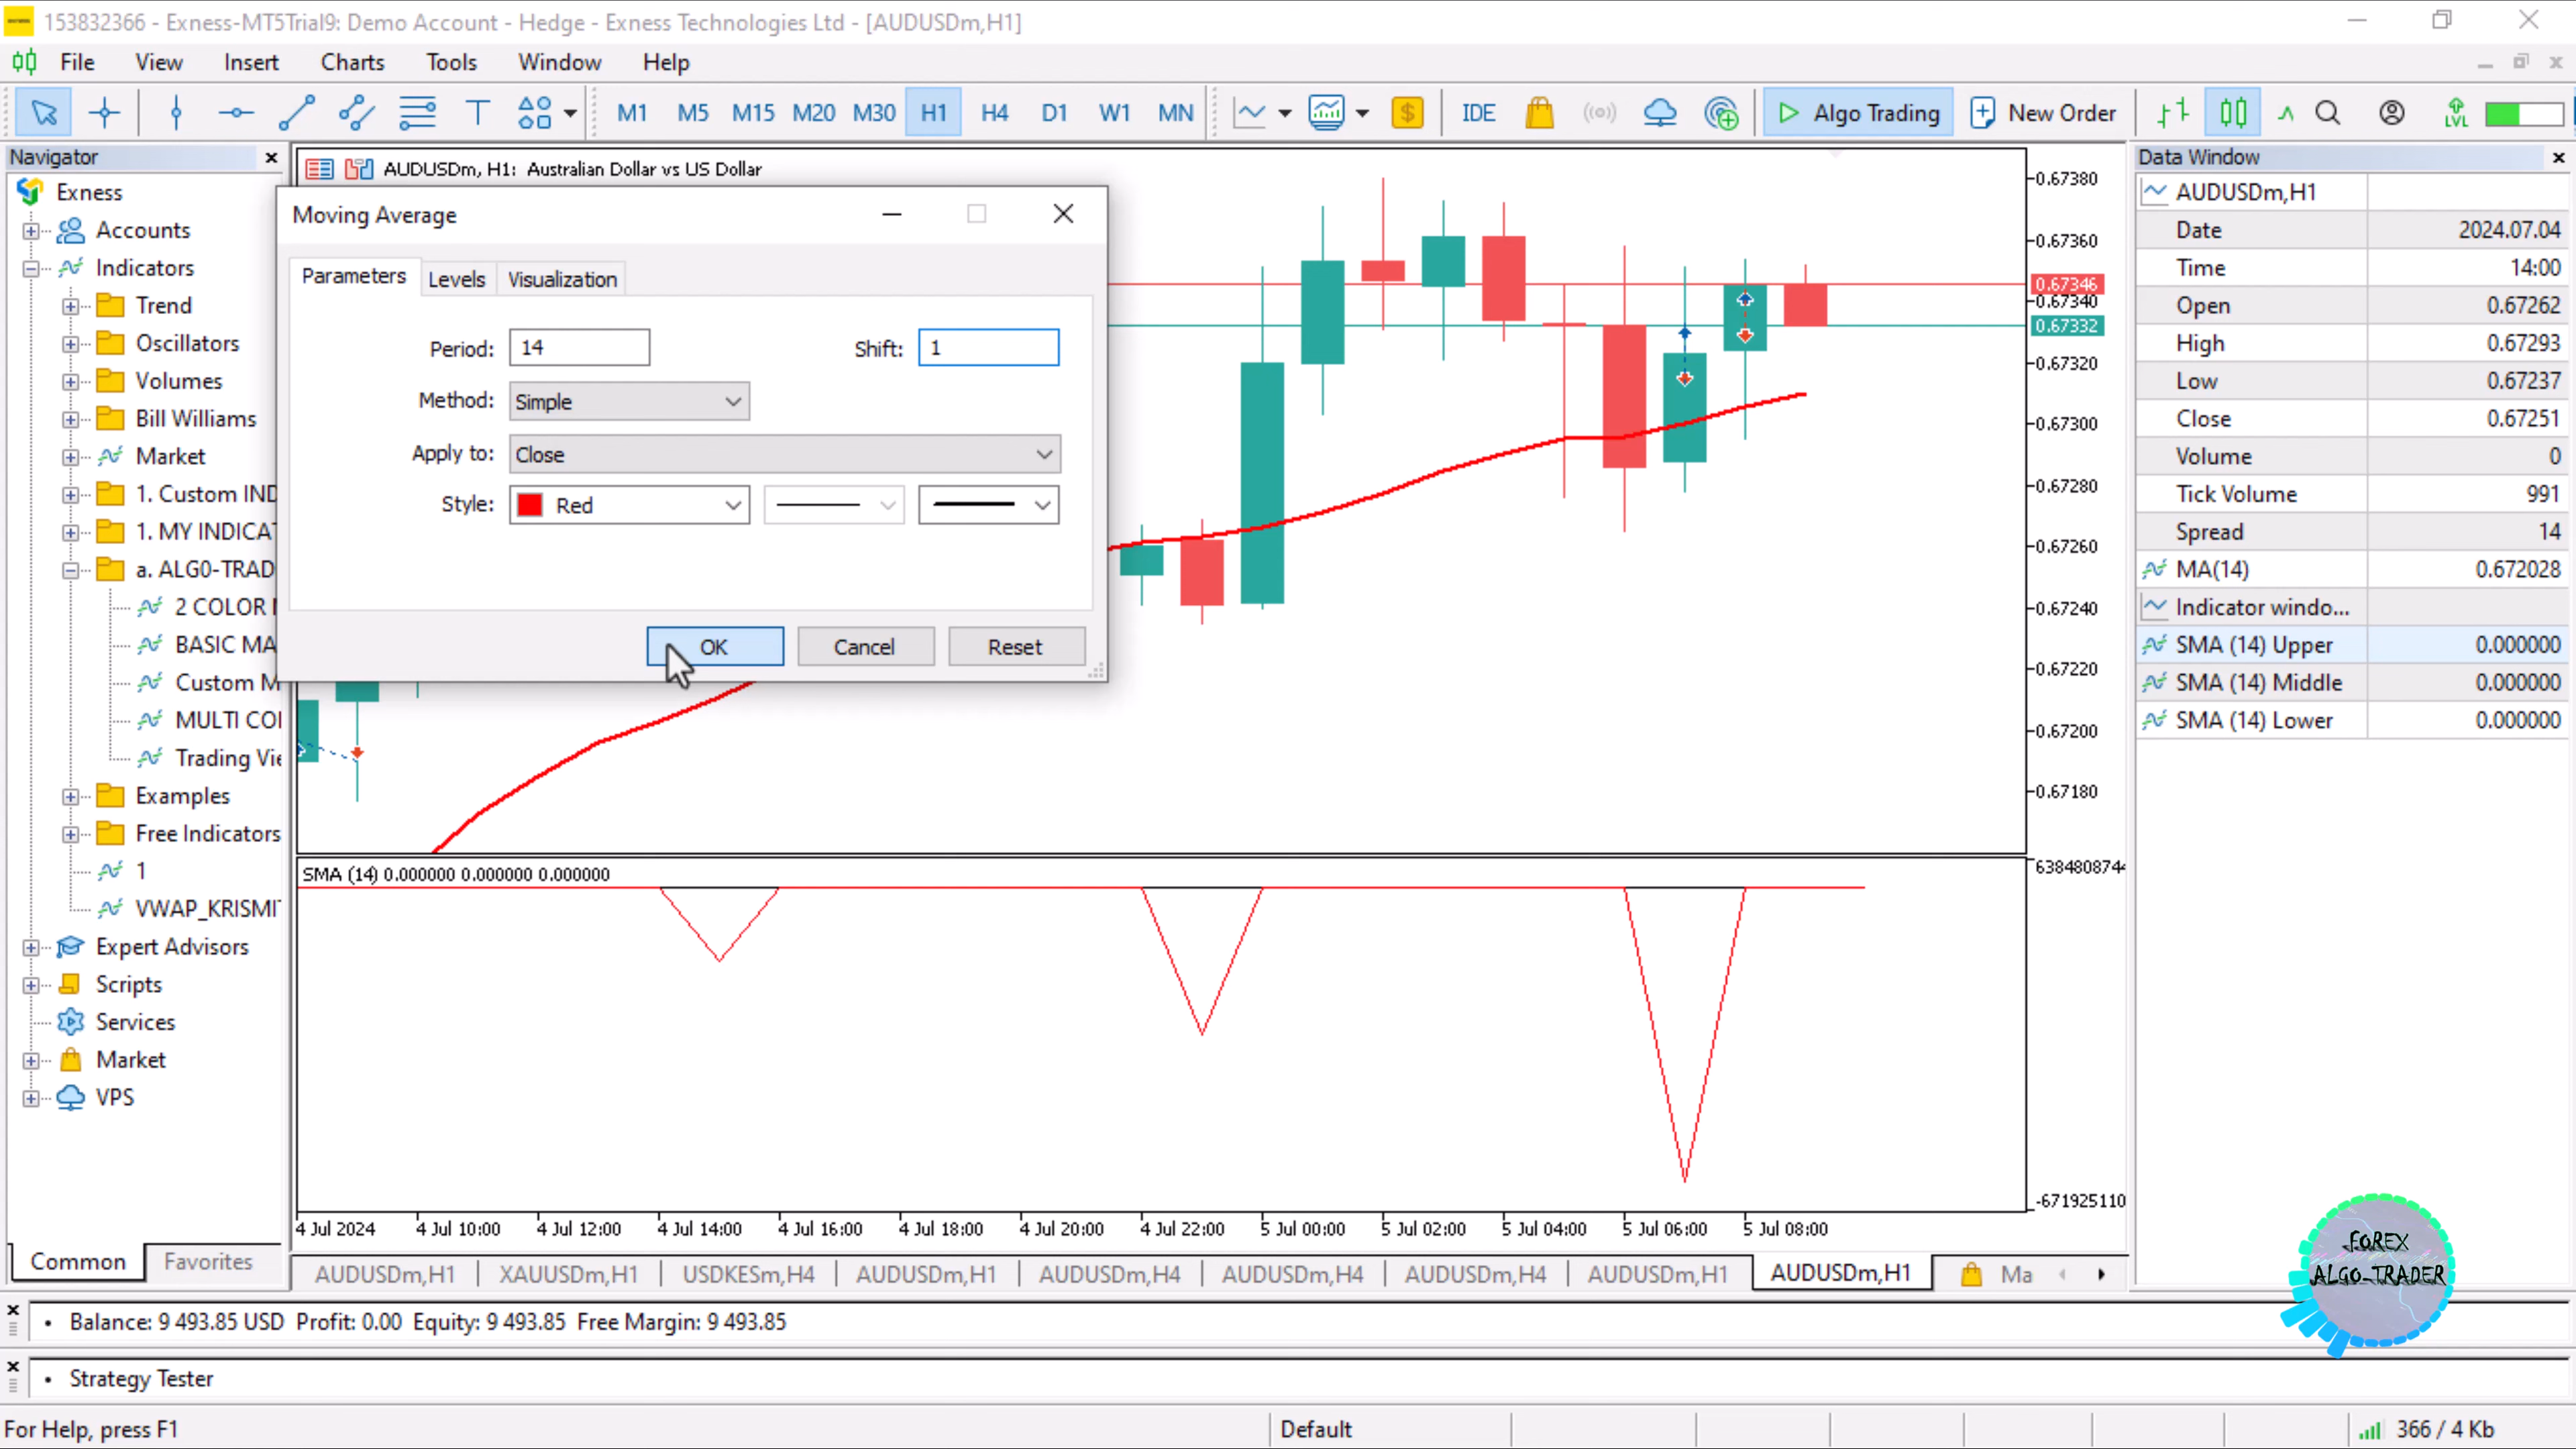 153832366 - Exness-MT5Trial9: Demo Account - Hedge - Exness Technologies Ltd - [AUDUSDm,H1]
File View Insert Charts Tools Window Help
M1 M5 M15 M20 M30 H1 H4 D1 W1 MN IDE Algo Trading New Order LVL
Navigator
Exness
Accounts
Indicators
Trend
Oscillators
Volumes
Bill Williams
Market
1. Custom IND
1. MY INDICA
a. ALG0-TRAD
2 COLOR
BASIC MA
Custom M
MULTI CO
Trading Vi
Examples
Free Indicators
1
VWAP_KRISMI
Expert Advisors
Scripts
Services
Market
VPS
Common Favorites
AUDUSDm, H1: Australian Dollar vs US Dollar
Moving Average
Parameters Levels Visualization
Period: 14 Shift: 1
Method: Simple
Apply to: Close
Style: Red
OK Cancel Reset
0.67380
0.67360
0.67346
0.67340
0.67332
0.67320
0.67300
0.67280
0.67260
0.67240
0.67220
0.67200
0.67180
SMA (14) 0.000000 0.000000 0.000000
6384808744
-671925110
4 Jul 2024 4 Jul 10:00 4 Jul 12:00 4 Jul 14:00 4 Jul 16:00 4 Jul 18:00 4 Jul 20:00 4 Jul 22:00 5 Jul 00:00 5 Jul 02:00 5 Jul 04:00 5 Jul 06:00 5 Jul 08:00
AUDUSDm,H1 XAUUSDm,H1 USDKESm,H4 AUDUSDm,H1 AUDUSDm,H4 AUDUSDm,H4 AUDUSDm,H4 AUDUSDm,H1 AUDUSDm,H1 Ma
Data Window
AUDUSDm,H1
Date 2024.07.04
Time 14:00
Open 0.67262
High 0.67293
Low 0.67237
Close 0.67251
Volume 0
Tick Volume 991
Spread 14
MA(14) 0.672028
Indicator windo...
SMA (14) Upper 0.000000
SMA (14) Middle 0.000000
SMA (14) Lower 0.000000
FOREX
ALGO_TRADER
Balance: 9 493.85 USD Profit: 0.00 Equity: 9 493.85 Free Margin: 9 493.85
Strategy Tester
For Help, press F1 Default 366 / 4 Kb